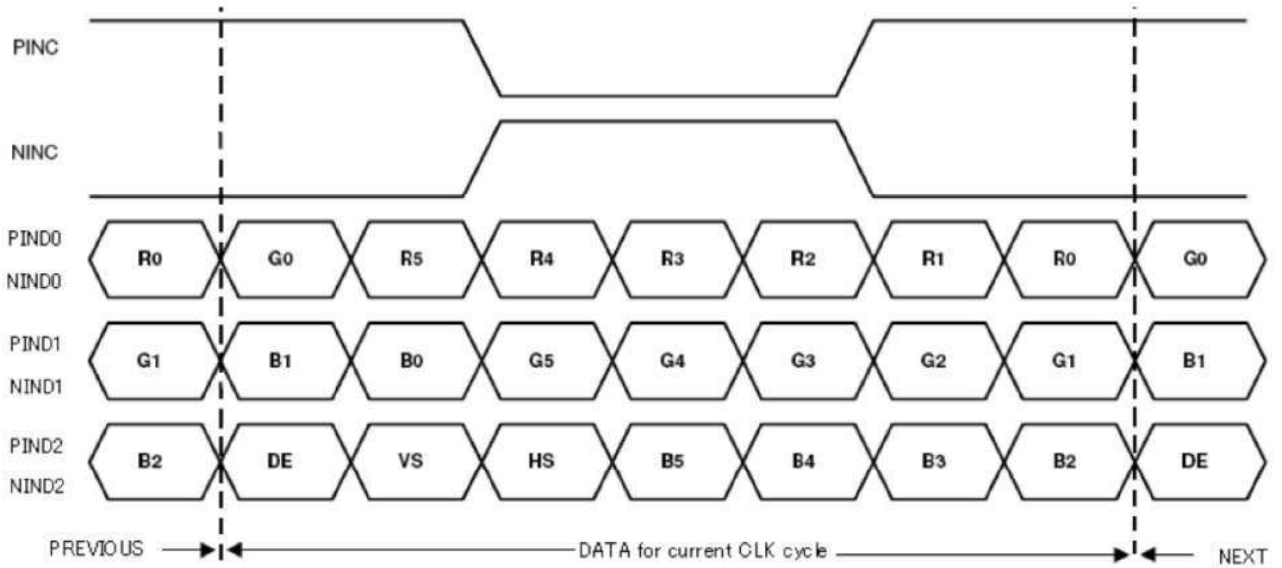 PINC
NINC
PIND0
NIND0
R0 G0 R5 R4 R3 R2 R1 R0 G0
PIND1
NIND1
G1 B1 B0 G5 G4 G3 G2 G1 B1
PIND2
NIND2
B2 DE VS HS B5 B4 B3 B2 DE
PREVIOUS DATA for current CLK cycle NEXT